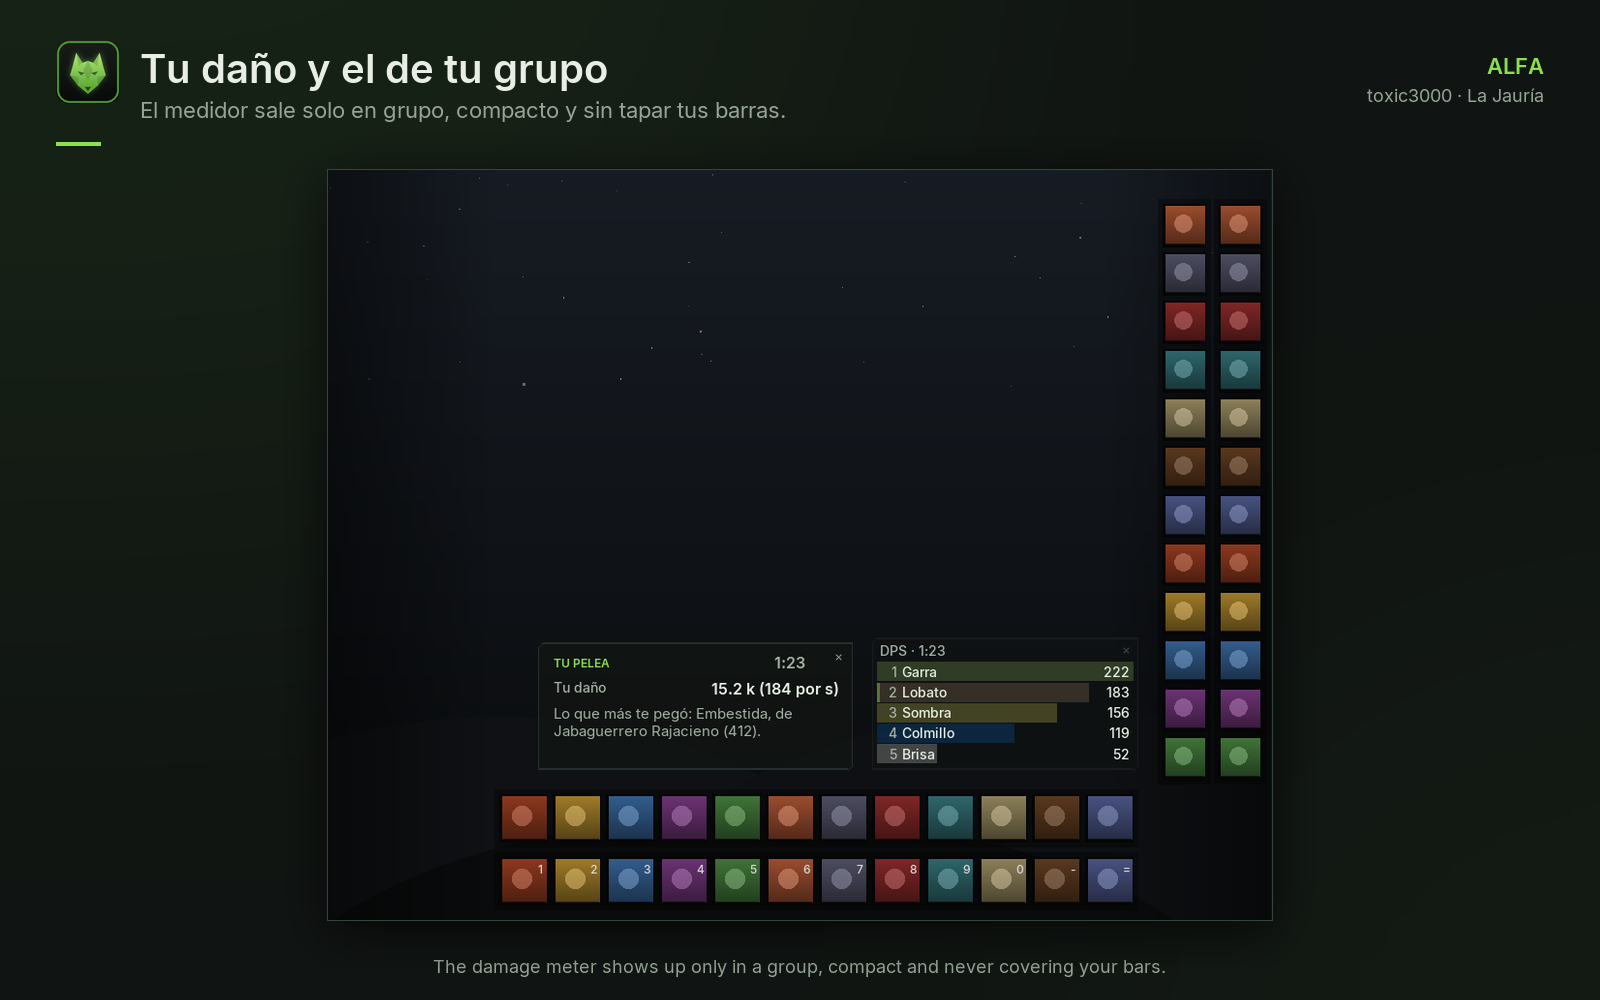 Tu daño y el de tu grupo
El medidor sale solo en grupo, compacto y sin tapar tus barras.
ALFA
toxic3000 · La Jauría
TU PELEA 1:23 ×
Tu daño 15.2 k (184 por s)
Lo que más te pegó: Embestida, de
Jabaguerrero Rajacieno (412).
DPS · 1:23 ×
1 Garra 222
2 Lobato 183
3 Sombra 156
4 Colmillo 119
5 Brisa 52
1 2 3 4 5 6 7 8 9 0 - =
The damage meter shows up only in a group, compact and never covering your bars.